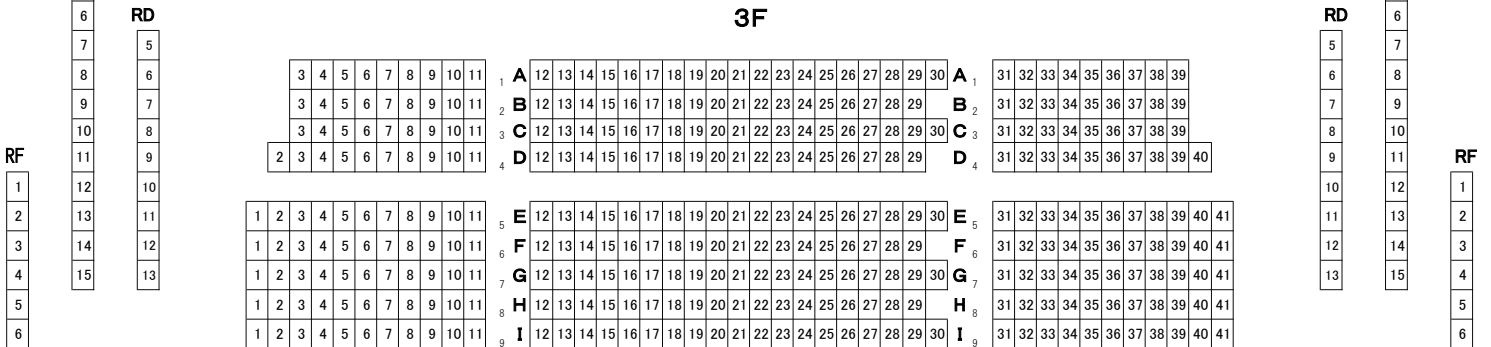 6 RD 3F RD 6
7 5 5 7
3 4 5 6 7 8 9 10 11 1 A 12 13 14 15 16 17 18 19 20 21 22 23 24 25 26 27 28 29 30 A 1 31 32 33 34 35 36 37 38 39
8 6 6 8
3 4 5 6 7 8 9 10 11 2 B 12 13 14 15 16 17 18 19 20 21 22 23 24 25 26 27 28 29 B 2 31 32 33 34 35 36 37 38 39
9 7 7 9
3 4 5 6 7 8 9 10 11 3 C 12 13 14 15 16 17 18 19 20 21 22 23 24 25 26 27 28 29 30 C 3 31 32 33 34 35 36 37 38 39
10 8 8 10
RF 11 9 2 3 4 5 6 7 8 9 10 11 4 D 12 13 14 15 16 17 18 19 20 21 22 23 24 25 26 27 28 29 D 4 31 32 33 34 35 36 37 38 39 40 9 11 RF
1 12 10 10 12 1
2 13 11 1 2 3 4 5 6 7 8 9 10 11 5 E 12 13 14 15 16 17 18 19 20 21 22 23 24 25 26 27 28 29 30 E 5 31 32 33 34 35 36 37 38 39 40 41 11 13 2
3 14 12 1 2 3 4 5 6 7 8 9 10 11 6 F 12 13 14 15 16 17 18 19 20 21 22 23 24 25 26 27 28 29 F 6 31 32 33 34 35 36 37 38 39 40 41 12 14 3
4 15 13 1 2 3 4 5 6 7 8 9 10 11 7 G 12 13 14 15 16 17 18 19 20 21 22 23 24 25 26 27 28 29 30 G 7 31 32 33 34 35 36 37 38 39 40 41 13 15 4
5 1 2 3 4 5 6 7 8 9 10 11 8 H 12 13 14 15 16 17 18 19 20 21 22 23 24 25 26 27 28 29 H 8 31 32 33 34 35 36 37 38 39 40 41 5
6 1 2 3 4 5 6 7 8 9 10 11 9 I 12 13 14 15 16 17 18 19 20 21 22 23 24 25 26 27 28 29 30 I 9 31 32 33 34 35 36 37 38 39 40 41 6